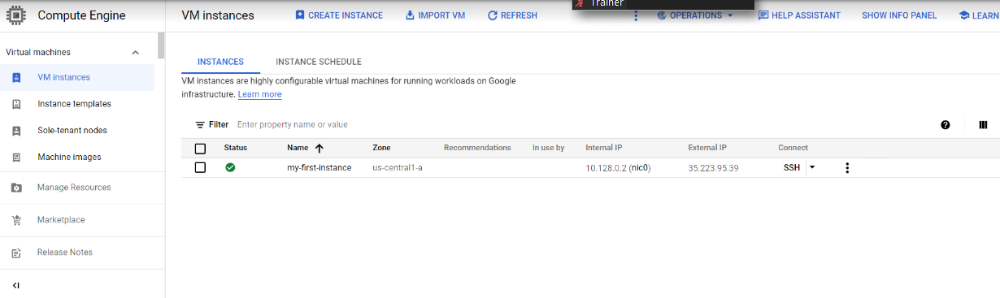 Compute Engine
VM instances
CREATE INSTANCE
IMPORT VM
REFRESH
Trainer
OPERATIONS
HELP ASSISTANT
SHOW INFO PANEL
LEARN
Virtual machines
VM instances
Instance templates
Sole-tenant nodes
Machine images
Manage Resources
Marketplace
Release Notes
INSTANCES
INSTANCE SCHEDULE
VM instances are highly configurable virtual machines for running workloads on Google
infrastructure. Learn more
Filter Enter property name or value
Status Name Zone Recommendations In use by Internal IP External IP Connect
my-first-instance us-central1-a 10.128.0.2 (nic0) 35.223.95.39 SSH